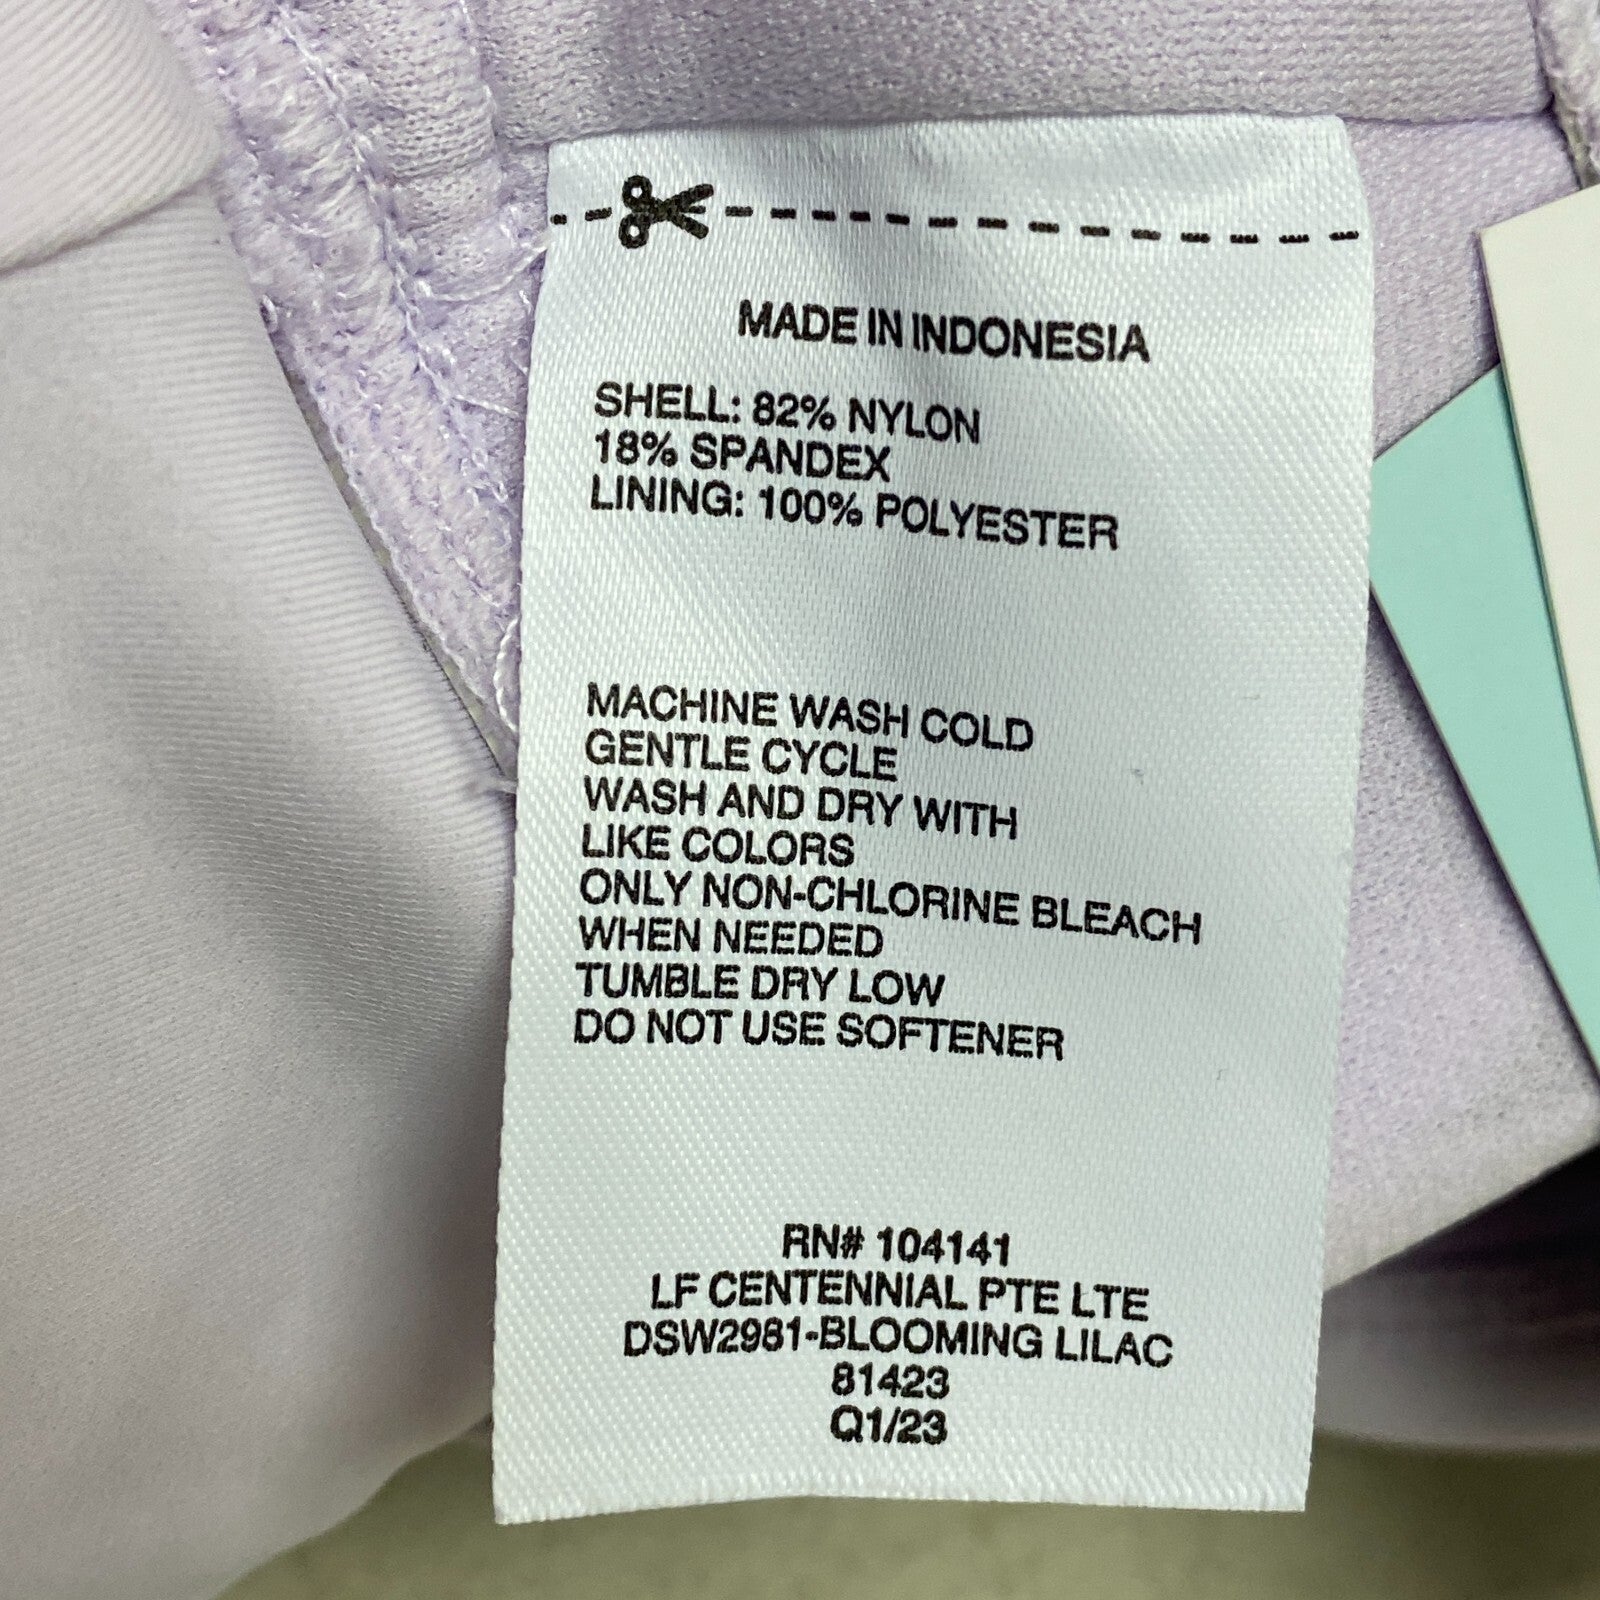 MADE IN INDONESIA
SHELL: 82% NYLON
18% SPANDEX
LINING: 100% POLYESTER
MACHINE WASH COLD
GENTLE CYCLE
WASH AND DRY WITH
LIKE COLORS
ONLY NON-CHLORINE BLEACH
WHEN NEEDED
TUMBLE DRY LOW
DO NOT USE SOFTENER
RN# 104141
LF CENTENNIAL PTE LTE
DSW2981-BLOOMING LILAC
81423
Q1/23